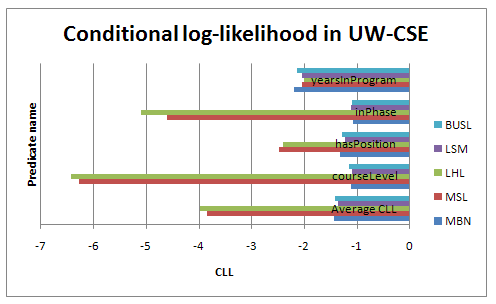 Conditional log-likelihood in UW-CSE
Predicate name
yearsInProgram
inPhase
hasPosition
courseLevel
Average CLL
BUSL
LSM
LHL
MSL
MBN
-7 -6 -5 -4 -3 -2 -1 0
CLL